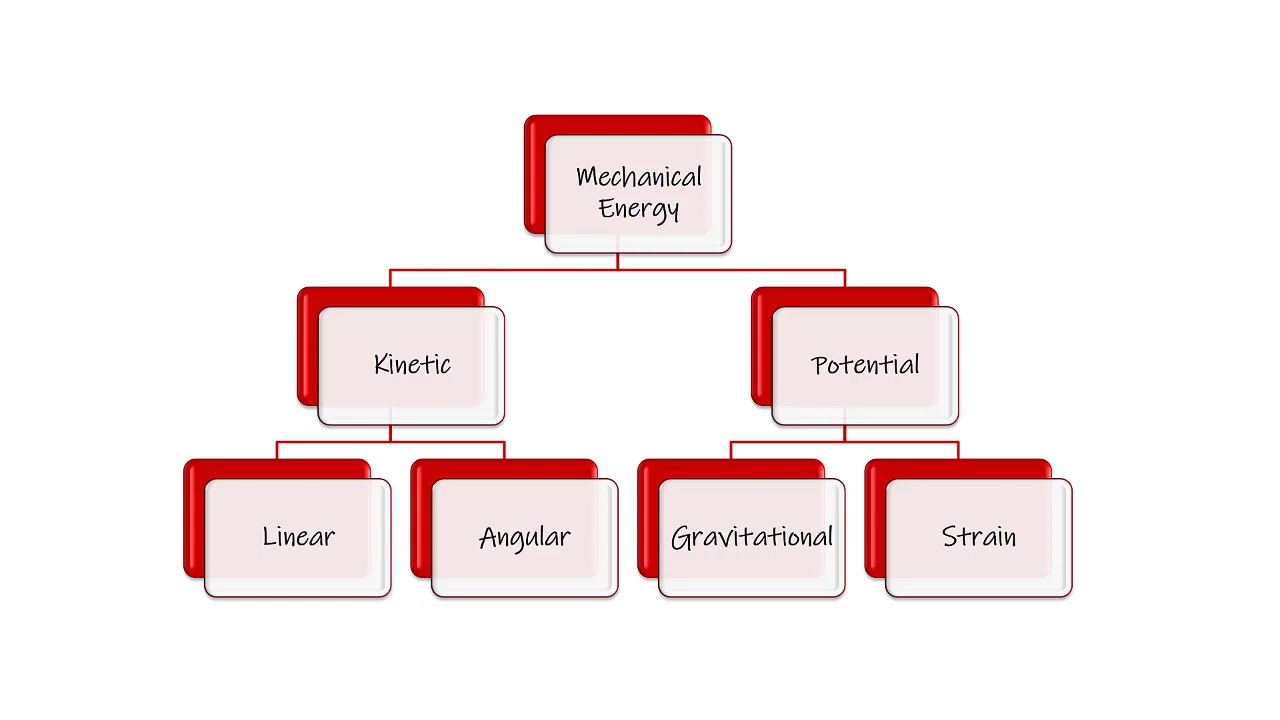 Mechanical
Energy
Kinetic
Potential
Linear
Angular
Gravitational
Strain